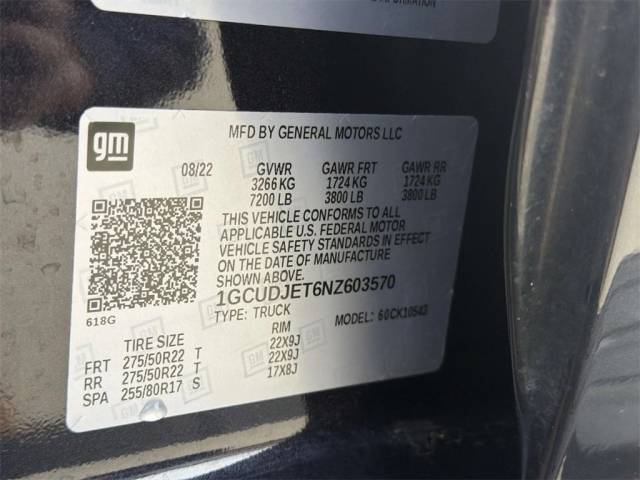 INFORMATION
gm
MFD BY GENERAL MOTORS LLC
08/22 GVWR GAWR FRT GAWR RR
3266 KG 1724 KG 1724 KG
7200 LB 3800 LB 3800 LB
THIS VEHICLE CONFORMS TO ALL
APPLICABLE U.S. FEDERAL MOTOR
VEHICLE SAFETY STANDARDS IN EFFECT
ON THE DATE OF MANUFACTURE
SHOWN ABOVE.
1GCUDJET6NZ603570
618G
TYPE: TRUCK MODEL: 60CK10543
TIRE SIZE RIM
FRT 275/50R22 T 22X9J
RR 275/50R22 T 22X9J
SPA 255/80R17 S 17X8J